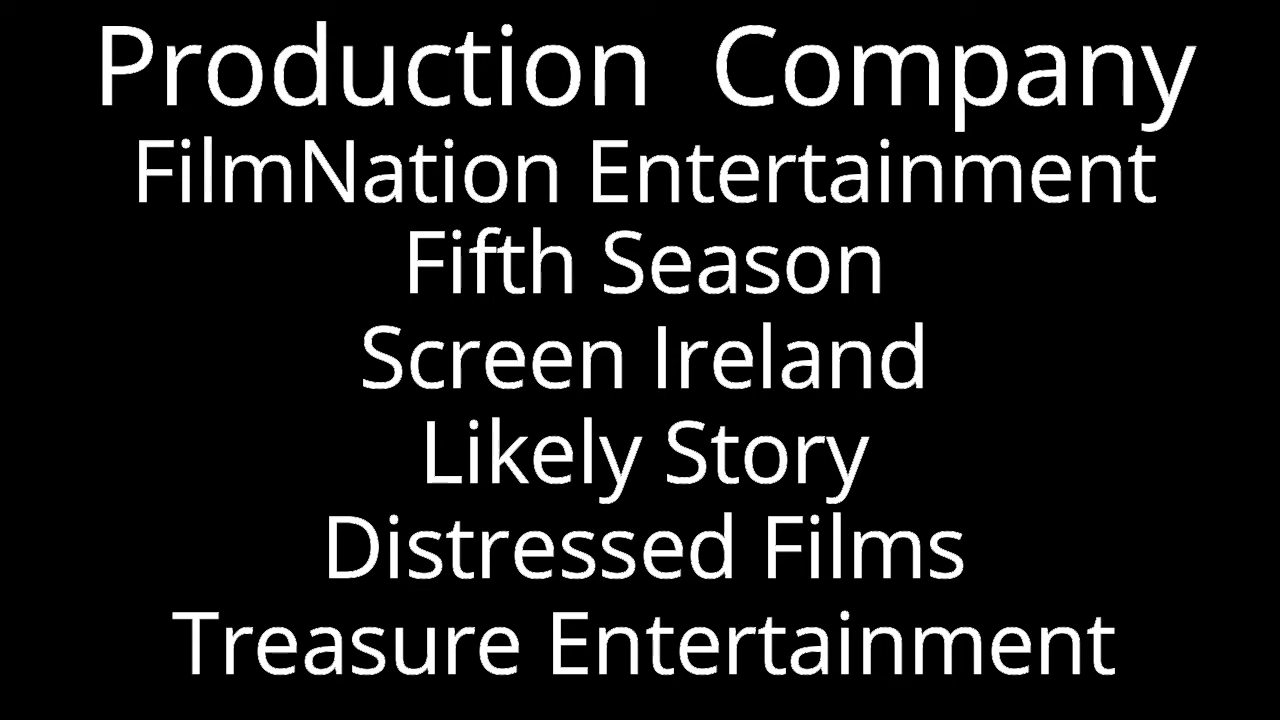 Production Company
FilmNation Entertainment
Fifth Season
Screen Ireland
Likely Story
Distressed Films
Treasure Entertainment